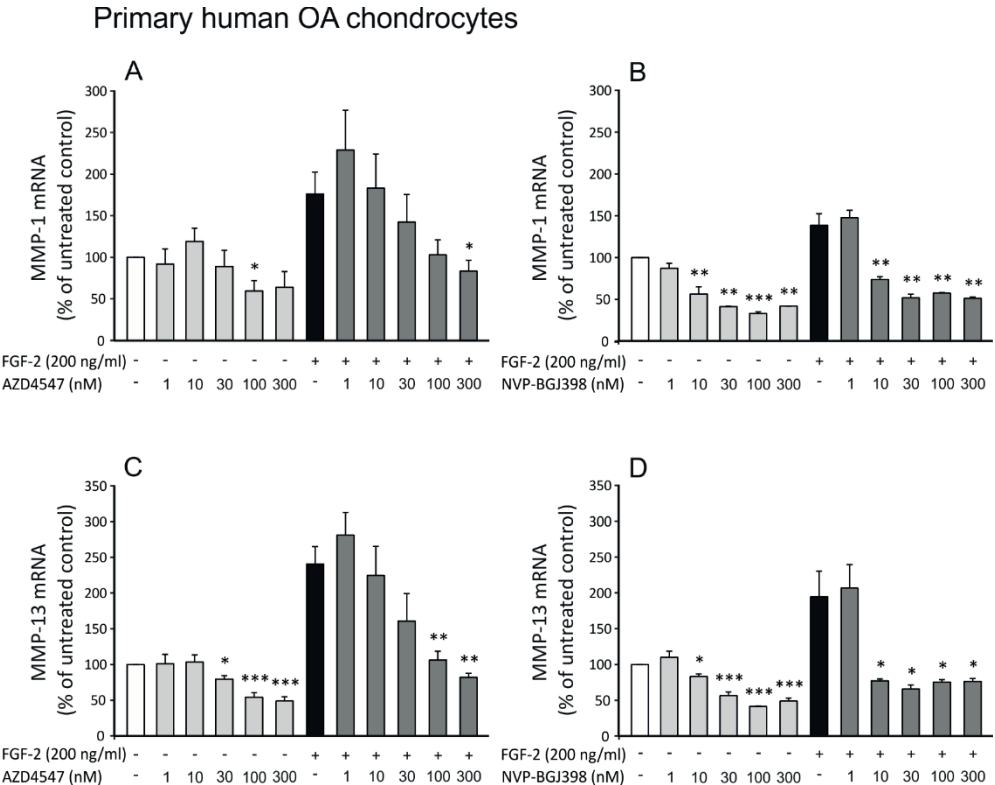 Primary human OA chondrocytes
A
MMP-1 mRNA
(% of untreated control)
300
250
200
150
100
50
0
*
*
FGF-2 (200 ng/ml) - - - - - - + + + + + +
AZD4547 (nM) - 1 10 30 100 300 - 1 10 30 100 300
B
MMP-1 mRNA
(% of untreated control)
300
250
200
150
100
50
0
** ** *** ** ** ** ** **
FGF-2 (200 ng/ml) - - - - - - + + + + + +
NVP-BGJ398 (nM) - 1 10 30 100 300 - 1 10 30 100 300
C
MMP-13 mRNA
(% of untreated control)
350
300
250
200
150
100
50
0
* *** *** ** **
FGF-2 (200 ng/ml) - - - - - - + + + + + +
AZD4547 (nM) - 1 10 30 100 300 - 1 10 30 100 300
D
MMP-13 mRNA
(% of untreated control)
350
300
250
200
150
100
50
0
* *** *** *** * * * *
FGF-2 (200 ng/ml) - - - - - - + + + + + +
NVP-BGJ398 (nM) - 1 10 30 100 300 - 1 10 30 100 300